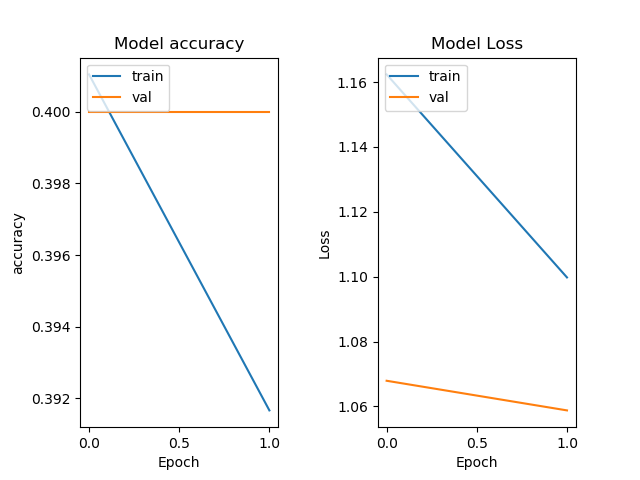 Model accuracy
train
val
0.400
0.398
0.396
0.394
0.392
accuracy
0.0
0.5
1.0
Epoch
Model Loss
train
val
1.16
1.14
1.12
1.10
1.08
1.06
Loss
0.0
0.5
1.0
Epoch